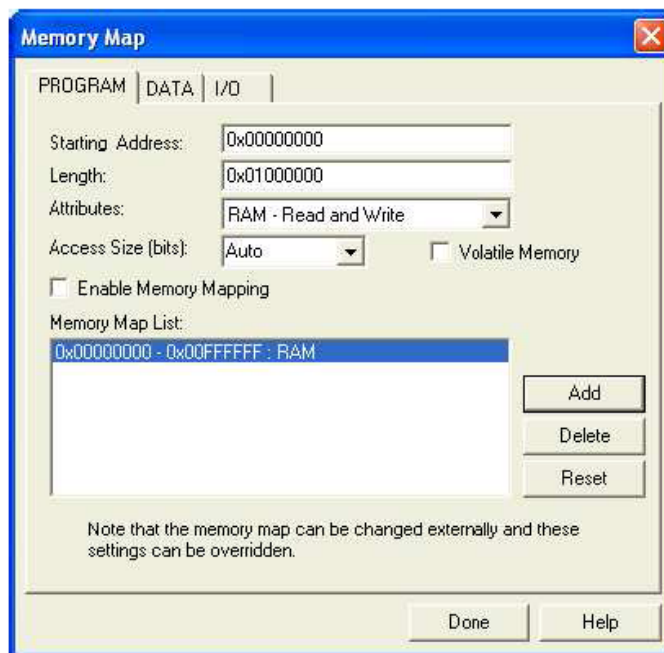 Memory Map
PROGRAM DATA I/O
Starting Address: 0x00000000
Length: 0x01000000
Attributes: RAM - Read and Write
Access Size (bits): Auto Volatile Memory
Enable Memory Mapping
Memory Map List:
0x00000000 - 0x00FFFFFF : RAM
Add
Delete
Reset
Note that the memory map can be changed externally and these
settings can be overridden.
Done Help